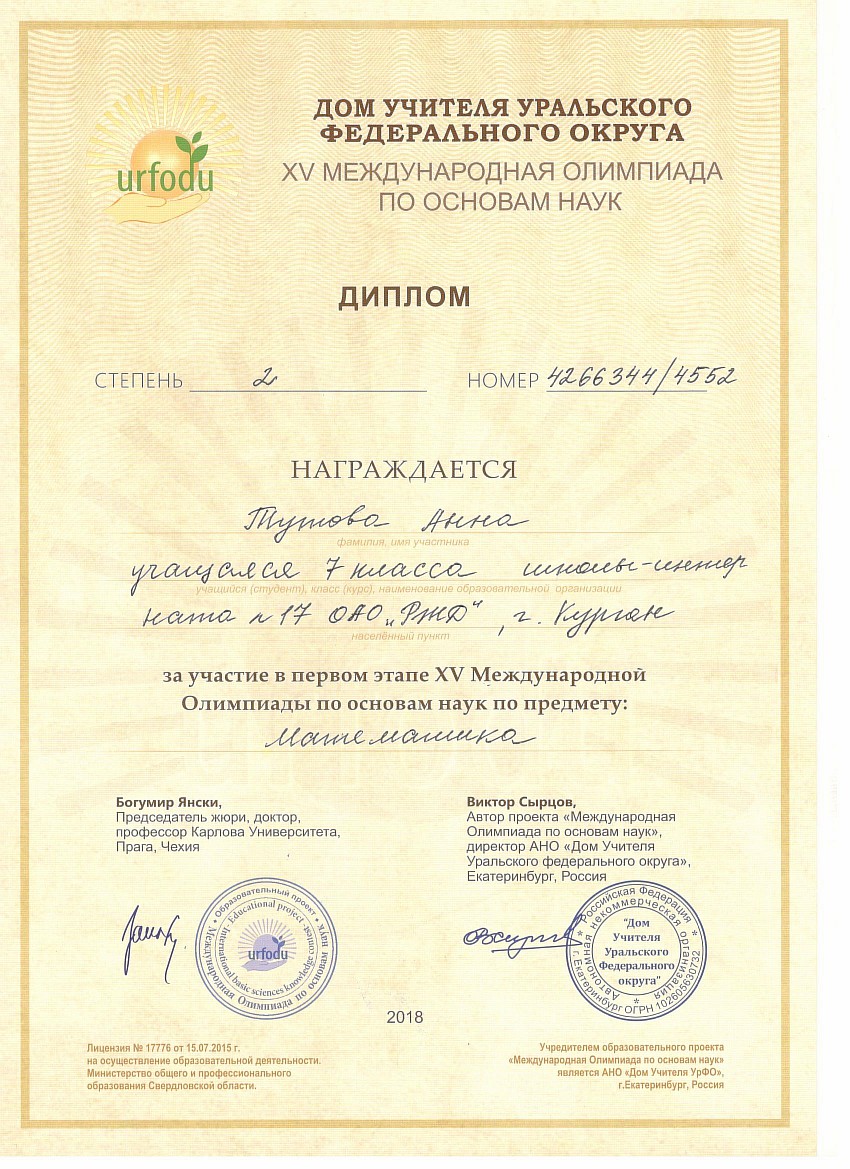 urfodu
ДОМ УЧИТЕЛЯ УРАЛЬСКОГО
ФЕДЕРАЛЬНОГО ОКРУГА
XV МЕЖДУНАРОДНАЯ ОЛИМПИАДА
ПО ОСНОВАМ НАУК
ДИПЛОМ
СТЕПЕНЬ 2 НОМЕР 4266344/4552
НАГРАЖДАЕТСЯ
Тутова Анна
фамилия, имя участника
учащаяся 7 класса школы-интер
учащийся (студент), класс (курс), наименование образовательной организации
ната n 17 ОАО „РЖД“, г. Курган
населённый пункт
за участие в первом этапе XV Международной
Олимпиады по основам наук по предмету:
Математика
Богумир Янски,
Председатель жюри, доктор,
профессор Карлова Университета,
Прага, Чехия
Виктор Сырцов,
Автор проекта «Международная
Олимпиада по основам наук»,
директор АНО «Дом Учителя
Уральского федерального округа»,
Екатеринбург, Россия
Образовательный проект
Международная Олимпиада по основам наук
Educational project
International basic sciences knowledge contest
urfodu
Российская Федерация
г. Екатеринбург ОГРН 102605630732
Автономная некоммерческая организация
"Дом
Учителя
Уральского
Федерального
округа"
2018
Лицензия № 17776 от 15.07.2015 г.
на осуществление образовательной деятельности.
Министерство общего и профессионального
образования Свердловской области.
Учредителем образовательного проекта
«Международная Олимпиада по основам наук»
является АНО «Дом Учителя УрФО»,
г.Екатеринбург, Россия